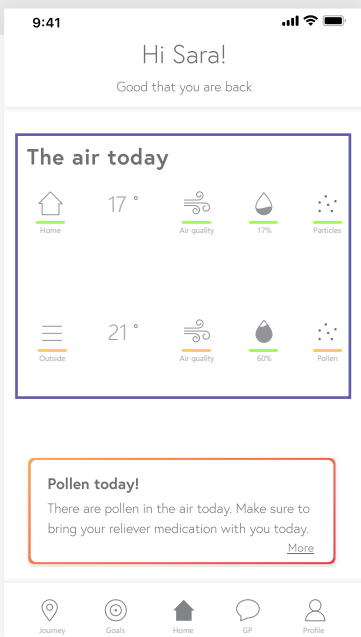 9:41
Hi Sara!
Good that you are back
The air today
17 °
Home
Air quality
17%
Particles
21 °
Outside
Air quality
60%
Pollen
Pollen today!
There are pollen in the air today. Make sure to
bring your reliever medication with you today.
More
Journey
Goals
Home
GP
Profile